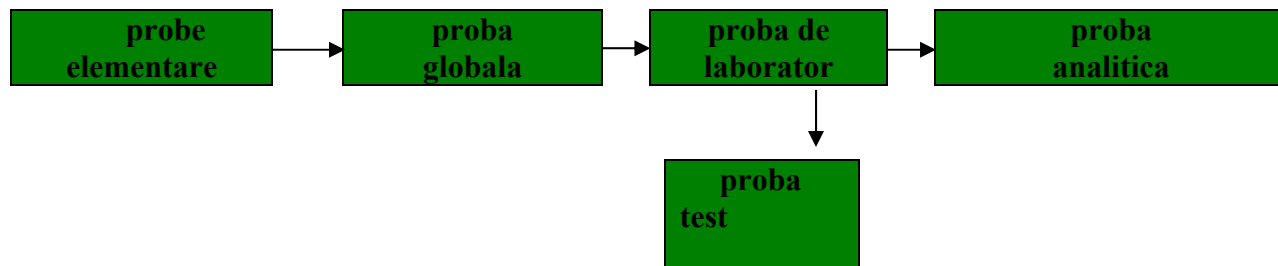 probe
elementare
proba
globala
proba de
laborator
proba
analitica
proba
test